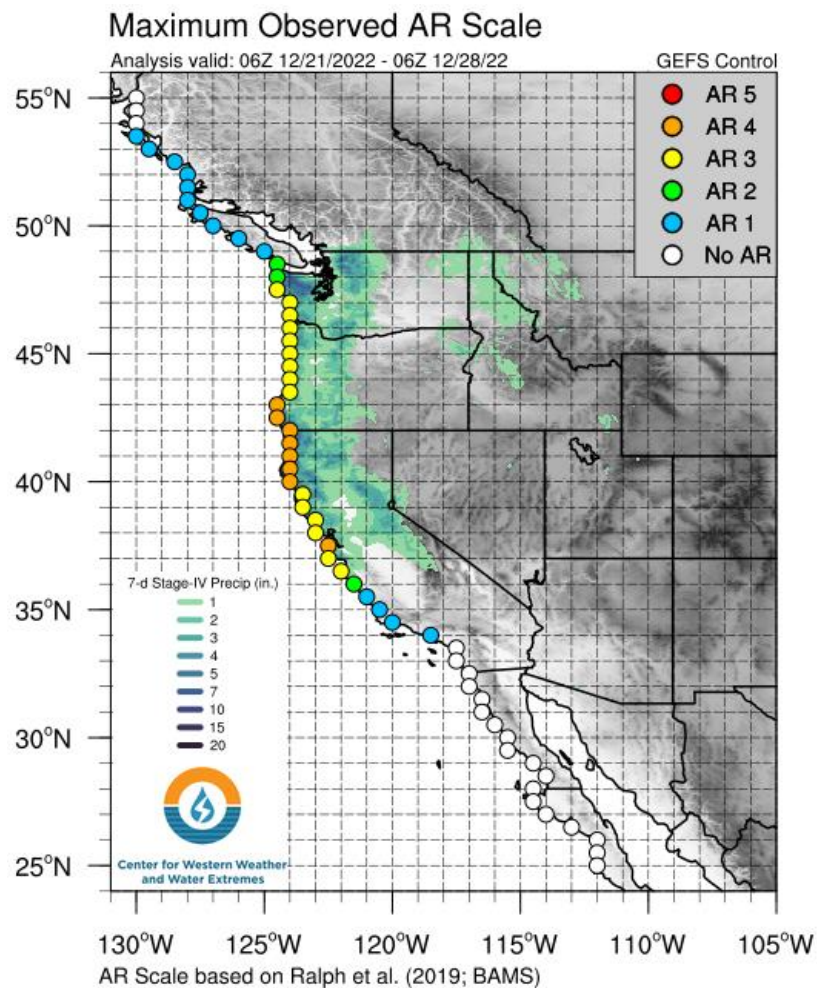 Maximum Observed AR Scale
Analysis valid: 06Z 12/21/2022 - 06Z 12/28/22
GEFS Control
AR 5
AR 4
AR 3
AR 2
AR 1
No AR
55°N
50°N
45°N
40°N
35°N
30°N
25°N
7-d Stage-IV Precip (in.)
1
2
3
4
5
7
10
15
20
Center for Western Weather
and Water Extremes
130°W 125°W 120°W 115°W 110°W 105°W
AR Scale based on Ralph et al. (2019; BAMS)